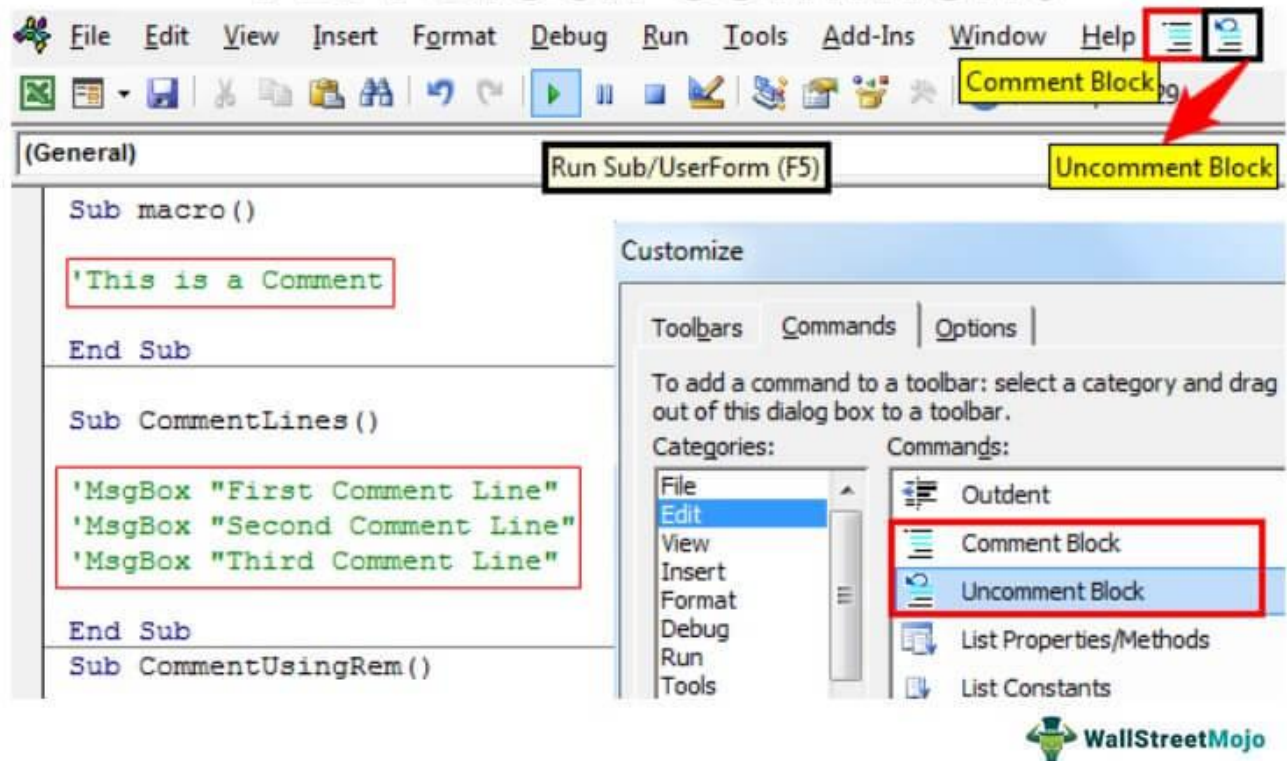 File Edit View Insert Format Debug Run Tools Add-Ins Window Help
Comment Block
29
(General)
Run Sub/UserForm (F5)
Uncomment Block
Sub macro()
'This is a Comment
End Sub
Sub CommentLines()
'MsgBox "First Comment Line"
'MsgBox "Second Comment Line"
'MsgBox "Third Comment Line"
End Sub
Sub CommentUsingRem()
Customize
Toolbars Commands Options
To add a command to a toolbar: select a category and drag
out of this dialog box to a toolbar.
Categories:
File
Edit
View
Insert
Format
Debug
Run
Tools
Commands:
Outdent
Comment Block
Uncomment Block
List Properties/Methods
List Constants
WallStreetMojo